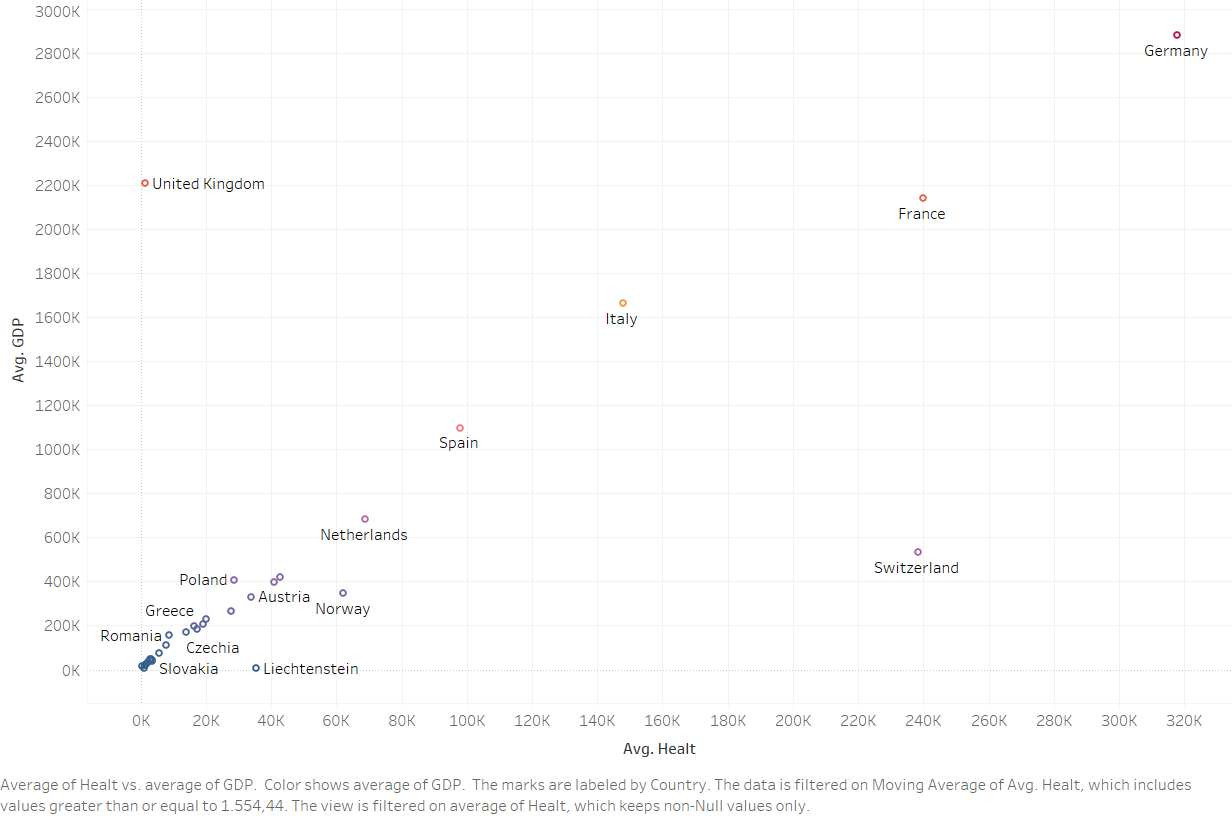 3000K
2800K
2600K
2400K
2200K
2000K
1800K
1600K
1400K
1200K
1000K
800K
600K
400K
200K
0K
Avg. GDP
Germany
United Kingdom
France
Italy
Spain
Netherlands
Switzerland
Poland
Austria
Norway
Greece
Romania
Czechia
Slovakia
Liechtenstein
0K 20K 40K 60K 80K 100K 120K 140K 160K 180K 200K 220K 240K 260K 280K 300K 320K
Avg. Healt
Average of Healt vs. average of GDP. Color shows average of GDP. The marks are labeled by Country. The data is filtered on Moving Average of Avg. Healt, which includes
values greater than or equal to 1.554,44. The view is filtered on average of Healt, which keeps non-Null values only.